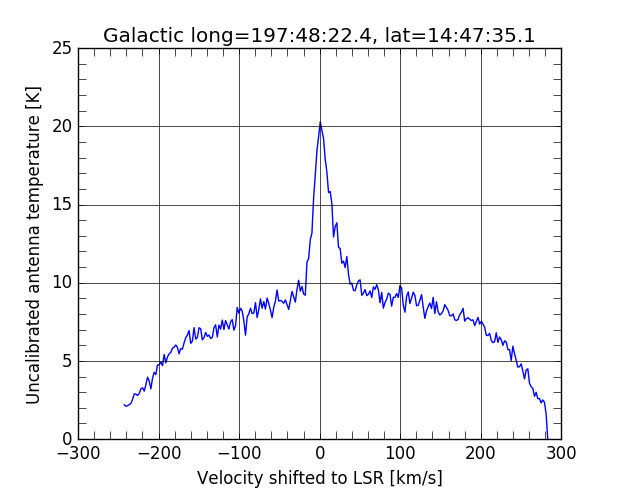 Galactic long=197:48:22.4, lat=14:47:35.1
Uncalibrated antenna temperature [K]
25
20
15
10
5
0
−300 −200 −100 0 100 200 300
Velocity shifted to LSR [km/s]